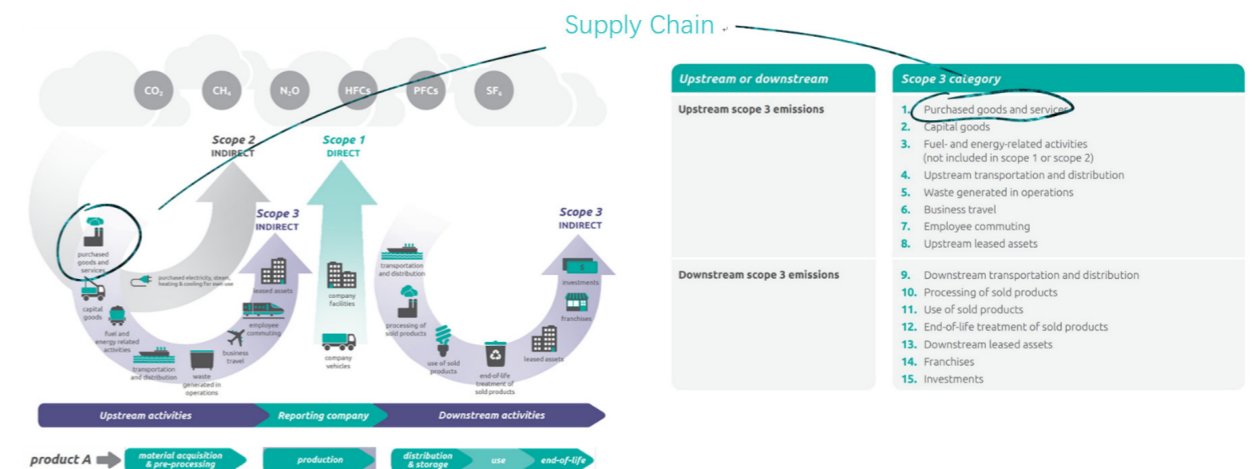 Supply Chain
CO₂
CH₄
N₂O
HFCs
PFCs
SF₆
Scope 2
INDIRECT
Scope 1
DIRECT
Scope 3
INDIRECT
Scope 3
INDIRECT
purchased
goods and
services
purchased electricity, steam,
heating & cooling for own use
capital
goods
fuel and
energy related
activities
transportation
and distribution
waste
generated in
operations
business
travel
employee
commuting
leased assets
company
facilities
company
vehicles
transportation
and distribution
processing of
sold products
use of sold
products
end-of-life
treatment of
sold products
leased assets
franchises
investments
Upstream activities
Reporting company
Downstream activities
product A
material acquisition
& pre-processing
production
distribution
& storage
use
end-of-life
Upstream or downstream
Scope 3 category
Upstream scope 3 emissions
1. Purchased goods and services
2. Capital goods
3. Fuel- and energy-related activities
(not included in scope 1 or scope 2)
4. Upstream transportation and distribution
5. Waste generated in operations
6. Business travel
7. Employee commuting
8. Upstream leased assets
Downstream scope 3 emissions
9. Downstream transportation and distribution
10. Processing of sold products
11. Use of sold products
12. End-of-life treatment of sold products
13. Downstream leased assets
14. Franchises
15. Investments